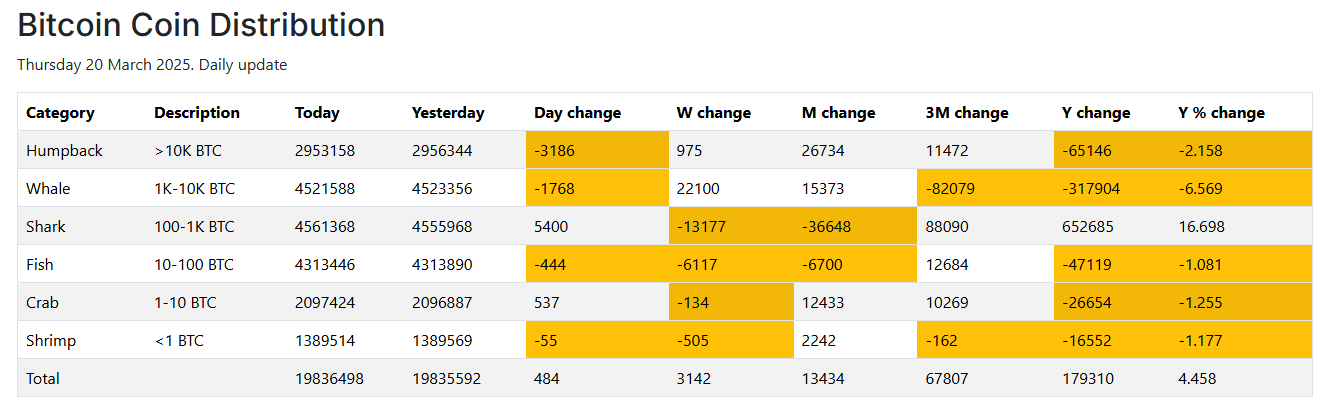 Bitcoin Coin Distribution
Thursday 20 March 2025. Daily update
Category Description Today Yesterday Day change W change M change 3M change Y change Y % change
Humpback >10K BTC 2953158 2956344 -3186 975 26734 11472 -65146 -2.158
Whale 1K-10K BTC 4521588 4523356 -1768 22100 15373 -82079 -317904 -6.569
Shark 100-1K BTC 4561368 4555968 5400 -13177 -36648 88090 652685 16.698
Fish 10-100 BTC 4313446 4313890 -444 -6117 -6700 12684 -47119 -1.081
Crab 1-10 BTC 2097424 2096887 537 -134 12433 10269 -26654 -1.255
Shrimp <1 BTC 1389514 1389569 -55 -505 2242 -162 -16552 -1.177
Total 19836498 19835592 484 3142 13434 67807 179310 4.458